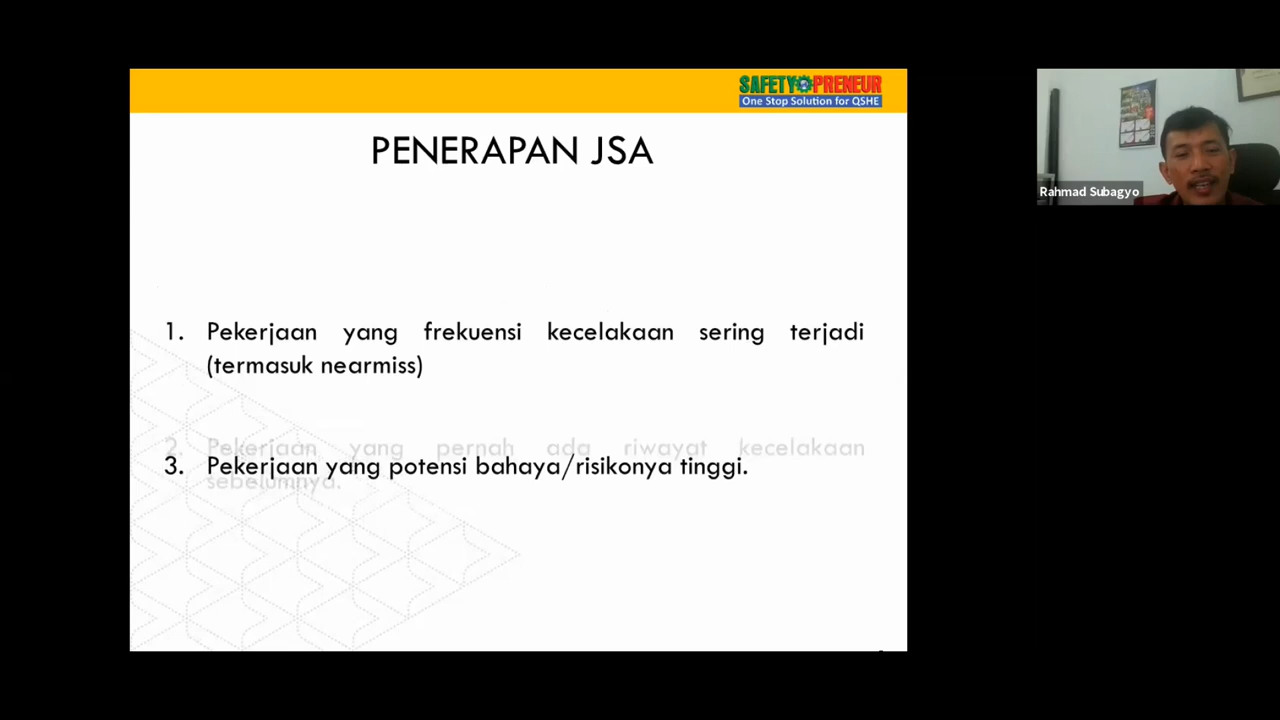 SAFETYPRENEUR
One Stop Solution for QSHE
PENERAPAN JSA
Rahmad Subagyo
1. Pekerjaan yang frekuensi kecelakaan sering terjadi
(termasuk nearmiss)
2. Pekerjaan yang pernah ada riwayat kecelakaan
sebelumnya.
3. Pekerjaan yang potensi bahaya/risikonya tinggi.